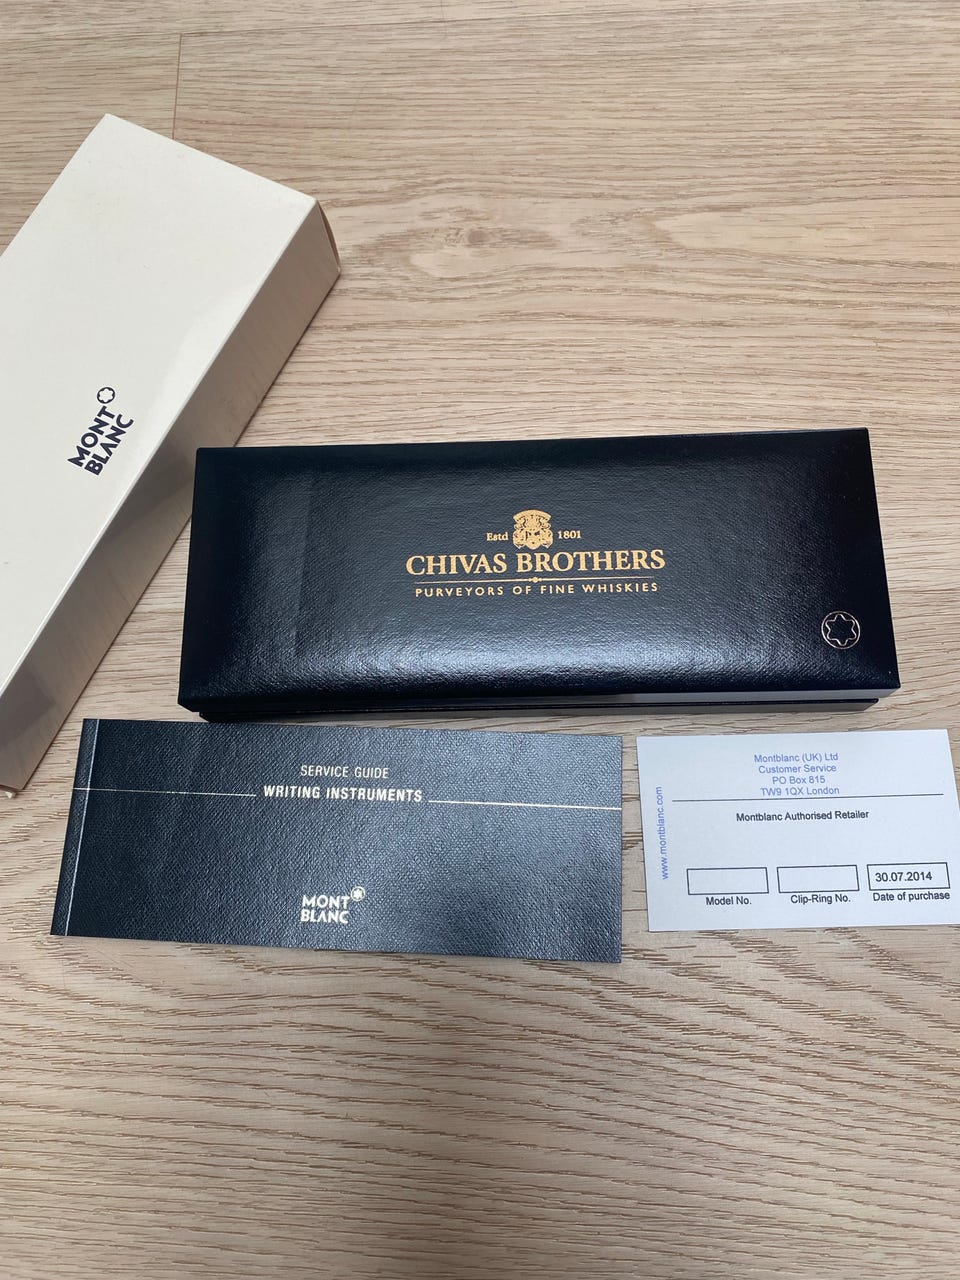 MONT
BLANC
Estd 1801
CHIVAS BROTHERS
PURVEYORS OF FINE WHISKIES
SERVICE GUIDE
WRITING INSTRUMENTS
MONT
BLANC
Montblanc (UK) Ltd
Customer Service
PO Box 815
TW9 1QX London
www.montblanc.com
Montblanc Authorised Retailer
30.07.2014
Model No. Clip-Ring No. Date of purchase